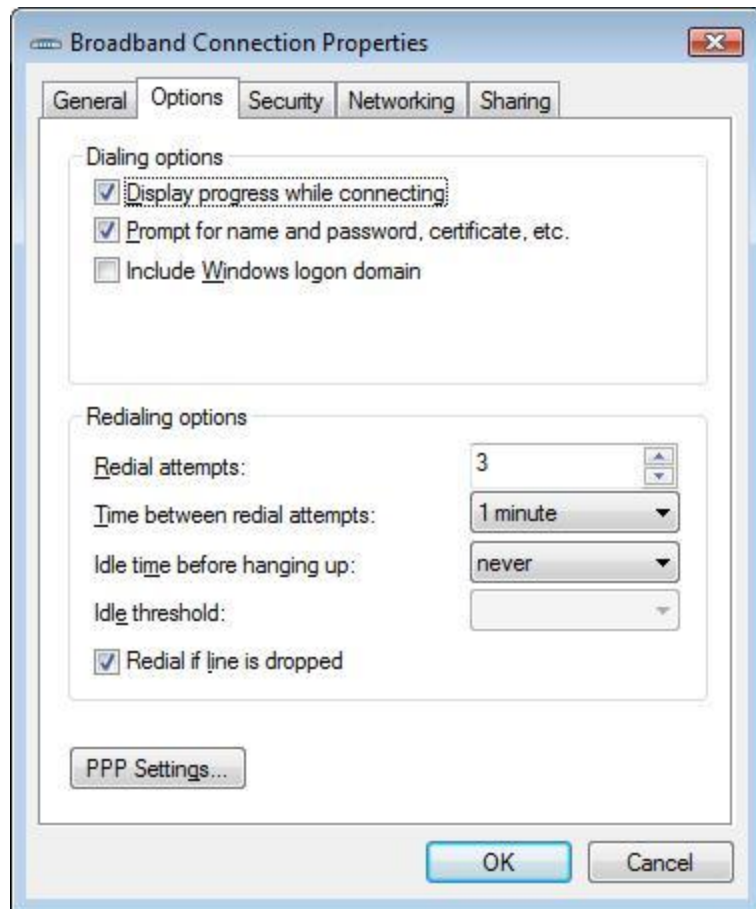 Broadband Connection Properties
General Options Security Networking Sharing
Dialing options
Display progress while connecting
Prompt for name and password, certificate, etc.
Include Windows logon domain
Redialing options
Redial attempts: 3
Time between redial attempts: 1 minute
Idle time before hanging up: never
Idle threshold:
Redial if line is dropped
PPP Settings...
OK Cancel